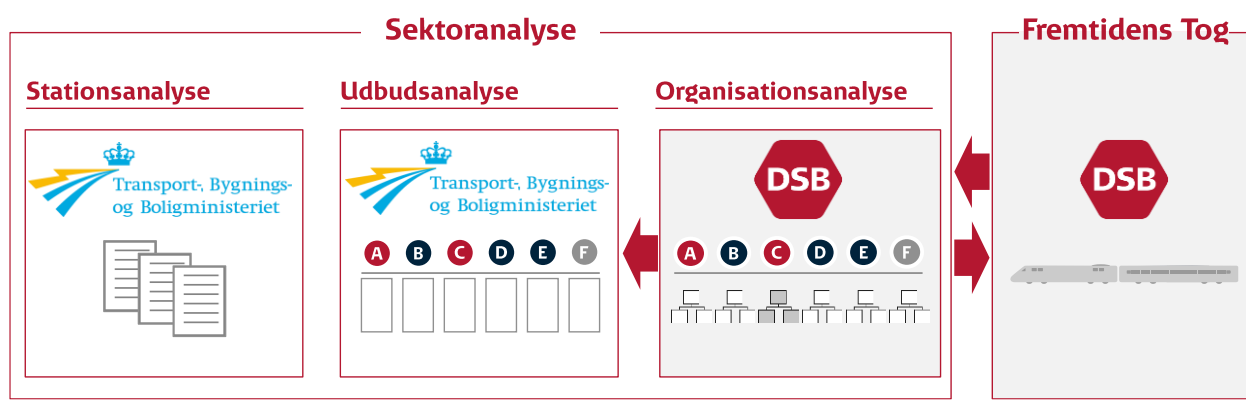 Sektoranalyse
Fremtidens Tog
Stationsanalyse
Udbudsanalyse
Organisationsanalyse
Transport-, Bygnings-
og Boligministeriet
Transport-, Bygnings-
og Boligministeriet
A B C D E F
DSB
A B C D E F
DSB